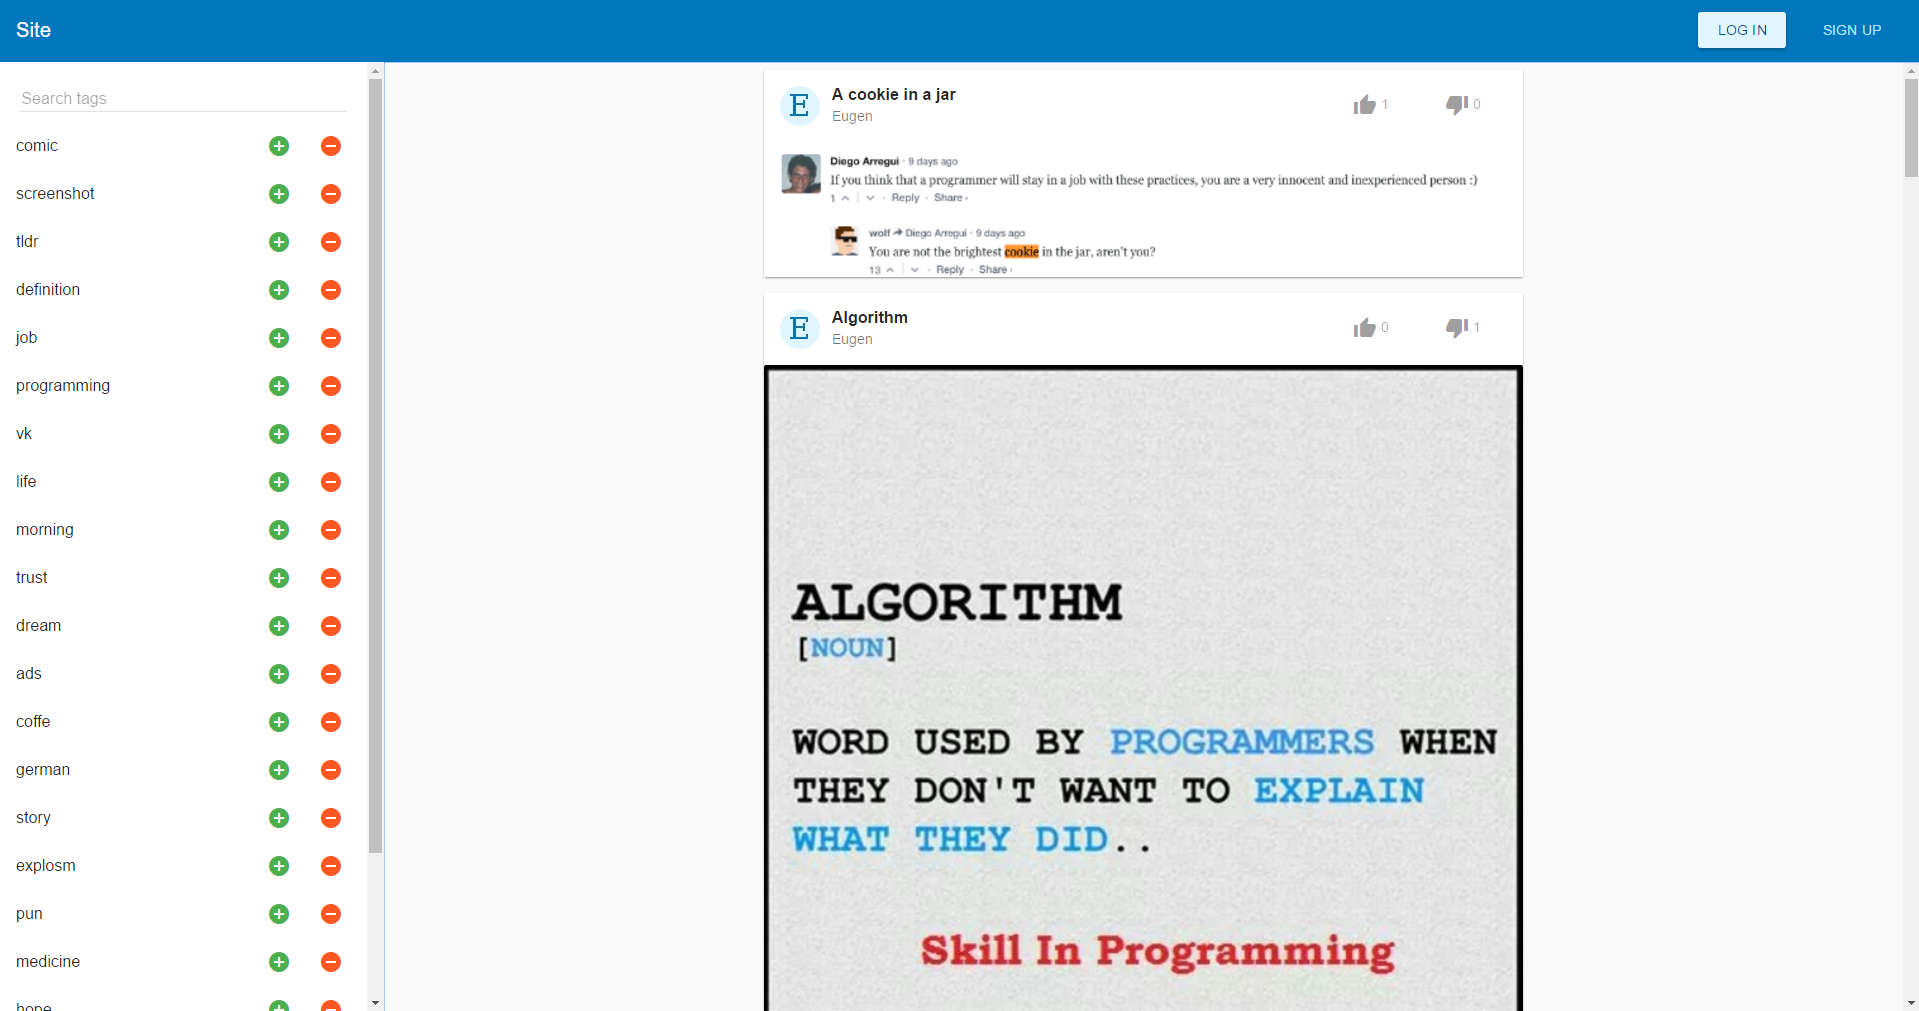 Site
LOG IN
SIGN UP
Search tags
comic
screenshot
tldr
definition
job
programming
vk
life
morning
trust
dream
ads
coffe
german
story
explosm
pun
medicine
hope
E
A cookie in a jar
Eugen
1
0
Diego Arregui · 9 days ago
If you think that a programmer will stay in a job with these practices, you are a very innocent and inexperienced person :)
1 · Reply · Share ›
wolf Diego Arregui · 9 days ago
You are not the brightest cookie in the jar, aren't you?
13 · Reply · Share ›
E
Algorithm
Eugen
0
1
ALGORITHM
[NOUN]
WORD USED BY PROGRAMMERS WHEN
THEY DON'T WANT TO EXPLAIN
WHAT THEY DID..
Skill In Programming